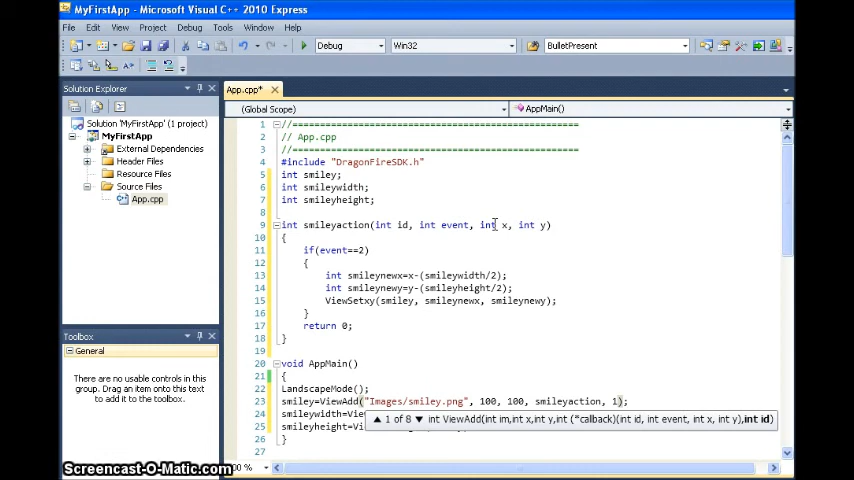 MyFirstApp - Microsoft Visual C++ 2010 Express
File Edit View Project Debug Tools Window Help
Debug Win32 BulletPresent
Solution Explorer
App.cpp*
(Global Scope) AppMain()
Solution 'MyFirstApp' (1 project)
MyFirstApp
External Dependencies
Header Files
Resource Files
Source Files
App.cpp
Toolbox
General
There are no usable controls in this
group. Drag an item onto this text
to add it to the toolbox.
1 //=====================================================
2 // App.cpp
3 //=====================================================
4 #include "DragonFireSDK.h"
5 int smiley;
6 int smileywidth;
7 int smileyheight;
8
9 int smileyaction(int id, int event, int x, int y)
10 {
11 if(event==2)
12 {
13 int smileynewx=x-(smileywidth/2);
14 int smileynewy=y-(smileyheight/2);
15 ViewSetxy(smiley, smileynewx, smileynewy);
16 }
17 return 0;
18 }
19
20 void AppMain()
21 {
22 LandscapeMode();
23 smiley=ViewAdd("Images/smiley.png", 100, 100, smileyaction, 1);
24 smileywidth=View
1 of 8 int ViewAdd(int im,int x,int y,int (*callback)(int id, int event, int x, int y),int id)
25 smileyheight=V
26 }
27
Screencast-O-Matic.com
%